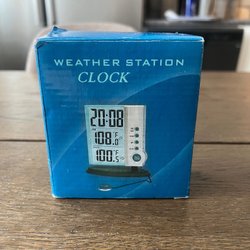 WEATHER STATION
CLOCK
20:08
108.0 °F
100.5 °F